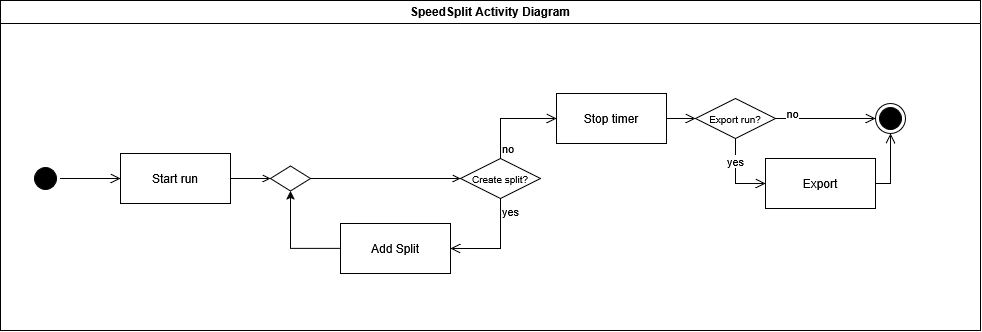 SpeedSplit Activity Diagram
Stop timer
Export run?
no
no
yes
Start run
Create split?
Export
yes
Add Split